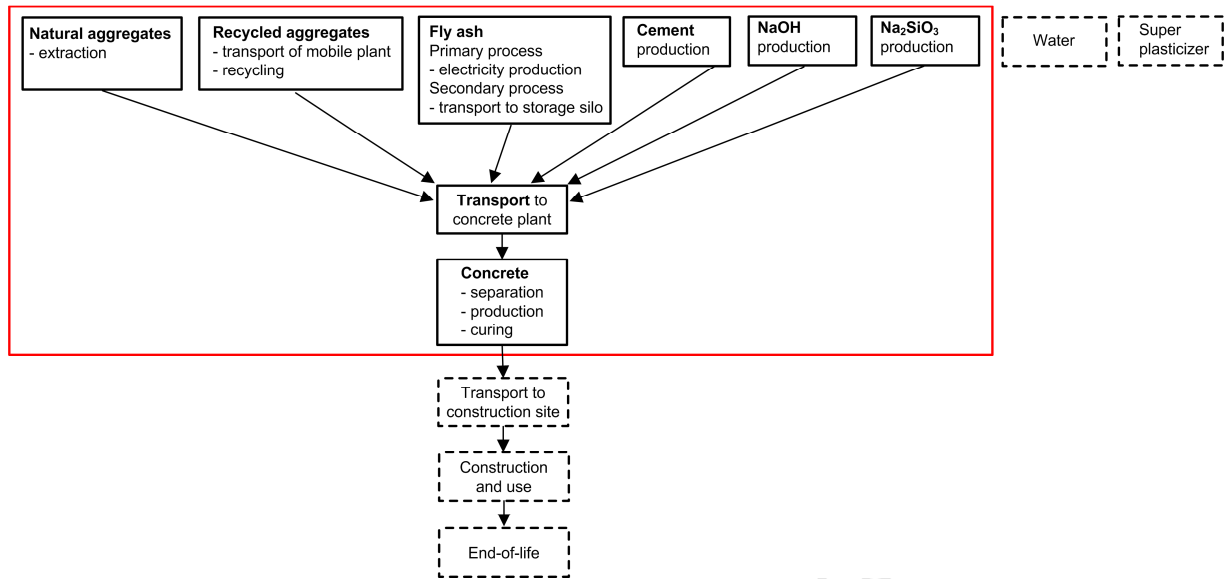 Natural aggregates
- extraction
Recycled aggregates
- transport of mobile plant
- recycling
Fly ash
Primary process
- electricity production
Secondary process
- transport to storage silo
Cement
production
NaOH
production
Na₂SiO₃
production
Water
Super
plasticizer
Transport to
concrete plant
Concrete
- separation
- production
- curing
Transport to
construction site
Construction
and use
End-of-life